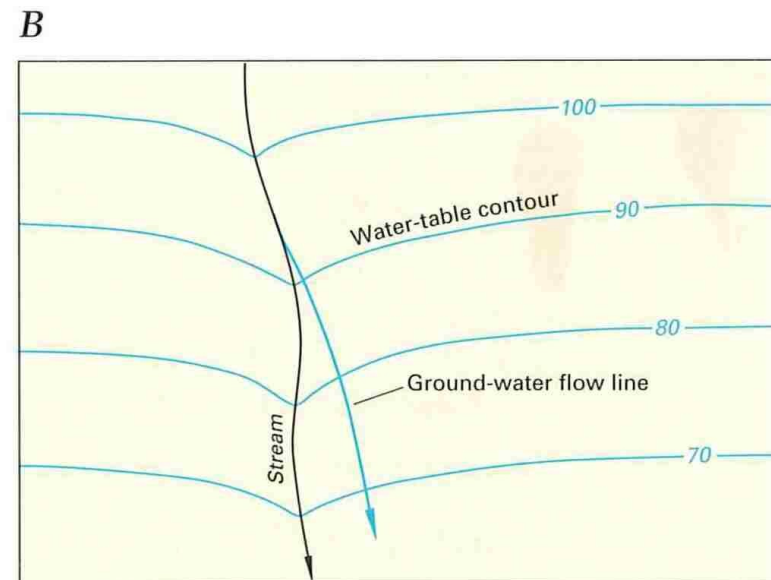 B
100
Water-table contour
90
80
Ground-water flow line
Stream
70